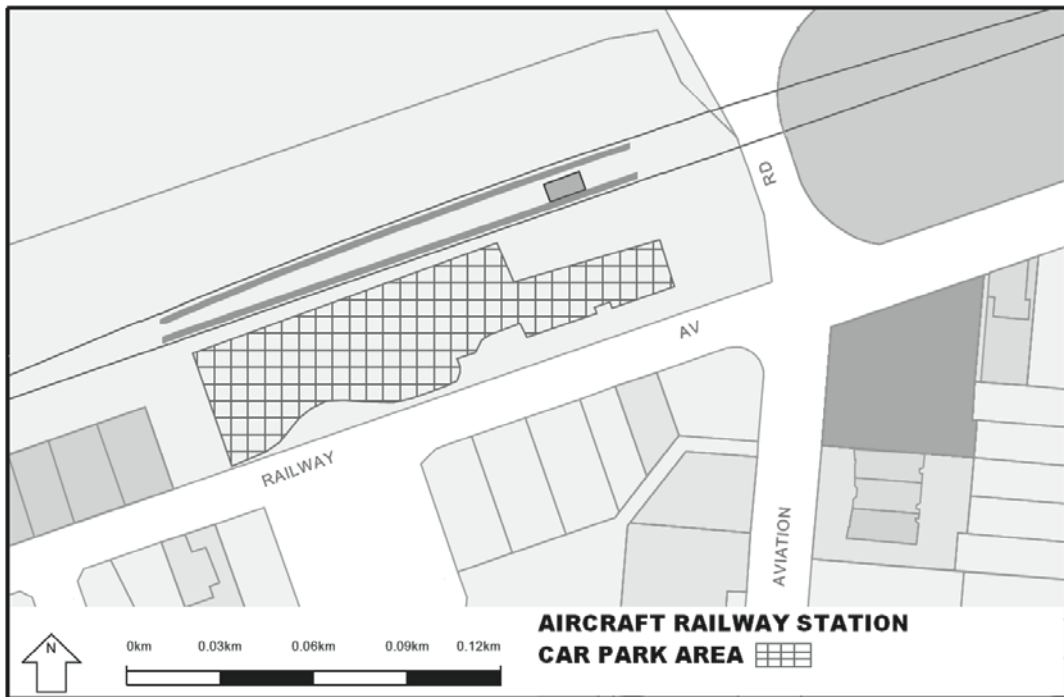 RD
AV
RAILWAY
AVIATION
N
0km 0.03km 0.06km 0.09km 0.12km
AIRCRAFT RAILWAY STATION
CAR PARK AREA